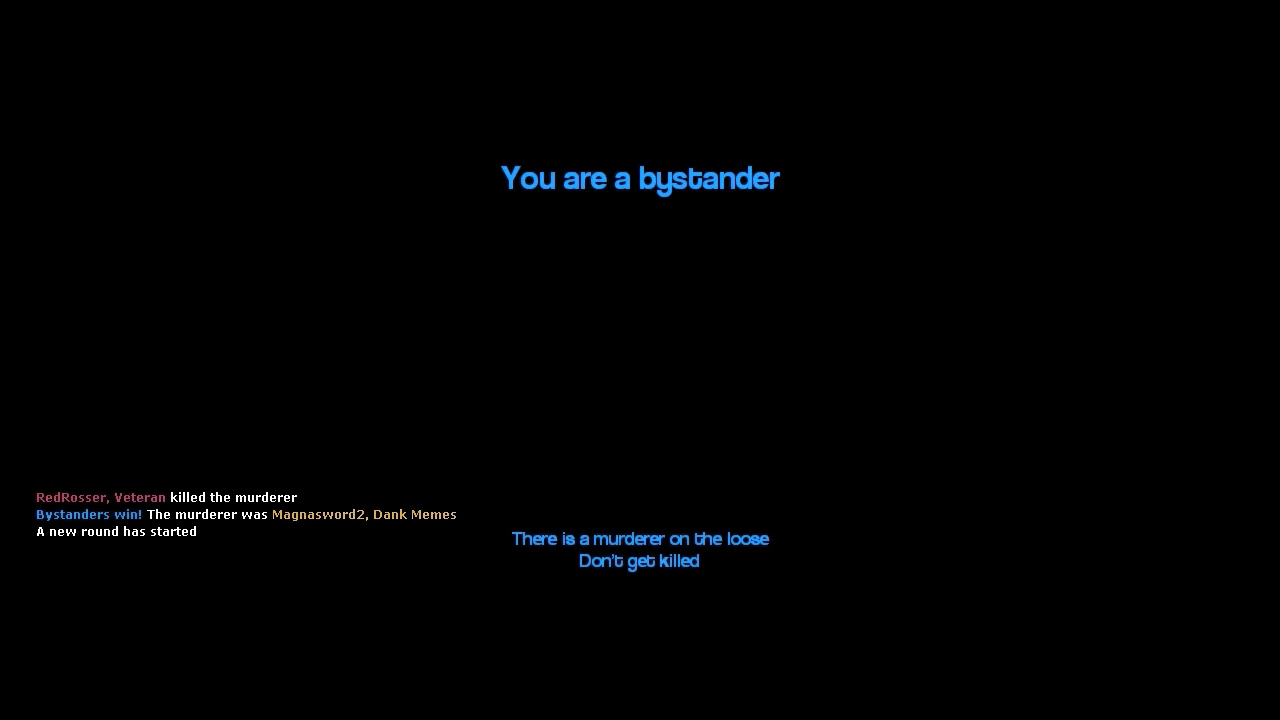 You are a bystander
RedRosser, Veteran killed the murderer
Bystanders win! The murderer was Magnasword2, Dank Memes
A new round has started
There is a murderer on the loose
Don't get killed